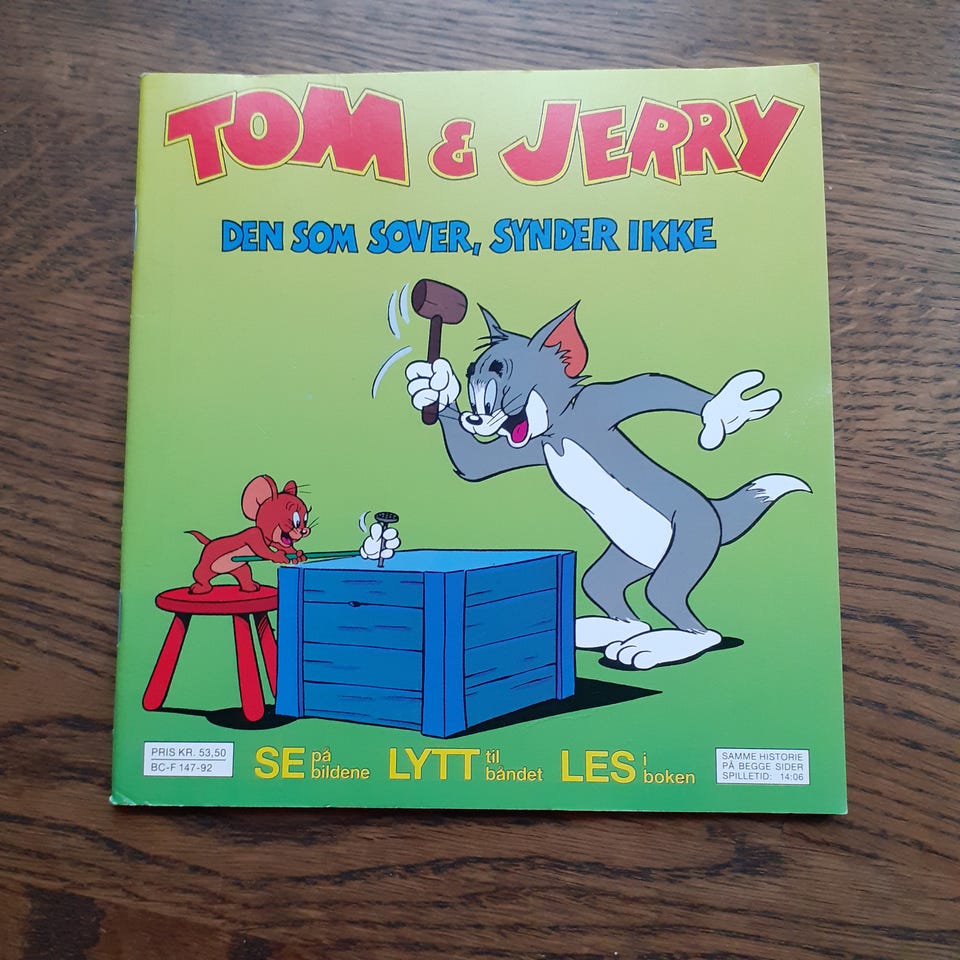 TOM & JERRY
DEN SOM SOVER, SYNDER IKKE
PRIS KR. 53,50
BC-F 147-92
SE på bildene LYTT til båndet LES i boken
SAMME HISTORIE
PÅ BEGGE SIDER
SPILLETID: 14:06